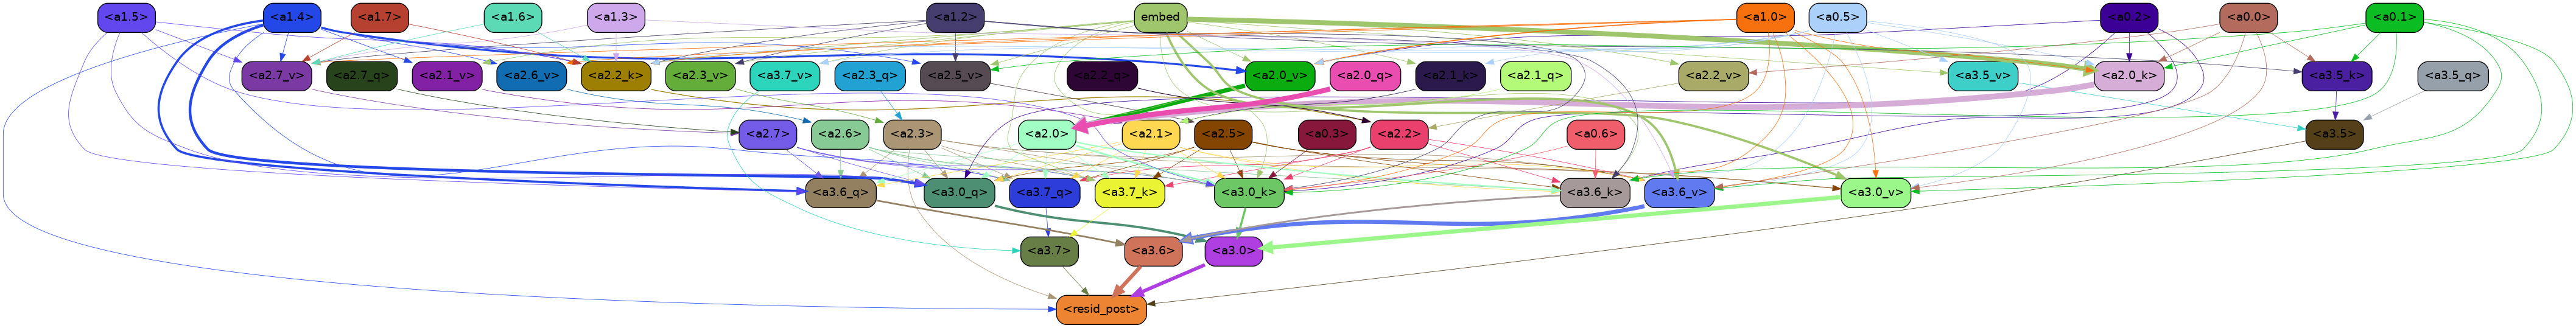 <a1.5> <a1.4> <a1.7> <a1.6> <a1.3> <a1.2> embed <a1.0> <a0.5> <a0.2> <a0.0> <a0.1>
<a2.7_v> <a2.7_q> <a2.1_v> <a2.6_v> <a2.2_k> <a2.3_v> <a3.7_v> <a2.3_q> <a2.5_v> <a2.2_q> <a2.0_v> <a2.0_q> <a2.1_k> <a2.1_q> <a2.2_v> <a3.5_v> <a2.0_k> <a3.5_k> <a3.5_q>
<a2.7> <a2.6> <a2.3> <a2.0> <a2.1> <a2.5> <a0.3> <a2.2> <a0.6> <a3.5>
<a3.6_q> <a3.0_q> <a3.7_q> <a3.7_k> <a3.0_k> <a3.6_k> <a3.6_v> <a3.0_v>
<a3.7> <a3.6> <a3.0>
<resid_post>